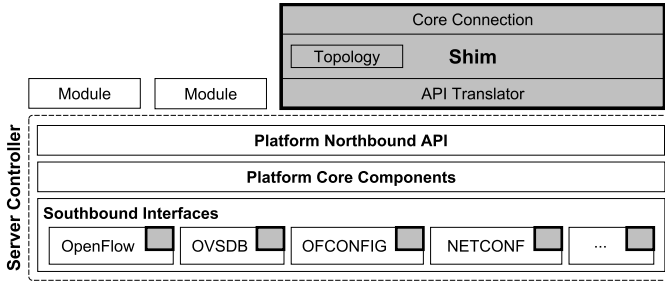 Core Connection
Topology Shim
Module Module API Translator
Server Controller
Platform Northbound API
Platform Core Components
Southbound Interfaces
OpenFlow OVSDB OFCONFIG NETCONF ...